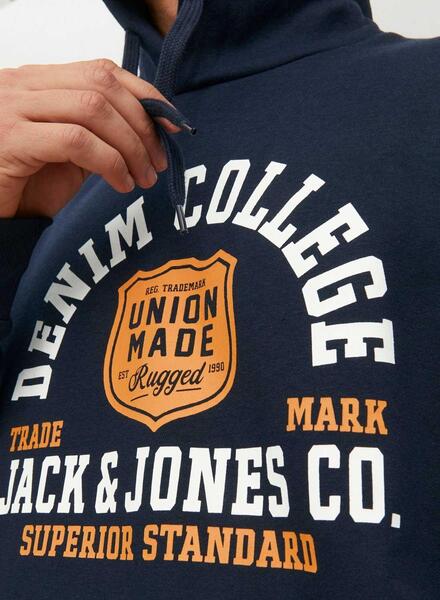 DENIM COLLEGE
REG. TRADEMARK
UNION
MADE
EST Rugged 1990
TRADE MARK
JACK & JONES CO.
SUPERIOR STANDARD